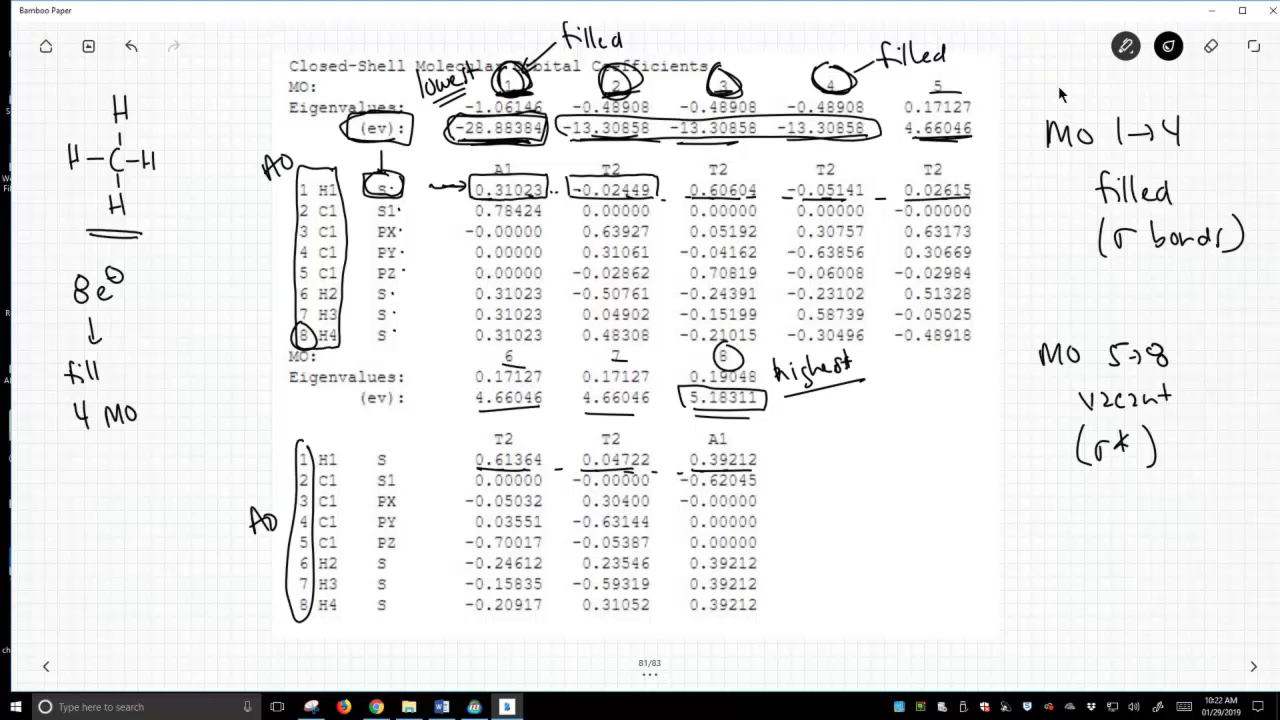 Bamboo Paper
filled
filled
Closed-Shell Molecular Orbital Coefficients
lowest
MO: 1 2 3 4 5
Eigenvalues: -1.06146 -0.48908 -0.48908 -0.48908 0.17127
(ev): -28.88384 -13.30858 -13.30858 -13.30858 4.66046
AO
A1 T2 T2 T2 T2
1 H1 S 0.31023 -0.02449 0.60604 -0.05141 0.02615
2 C1 S1 0.78424 0.00000 0.00000 0.00000 -0.00000
3 C1 PX -0.00000 0.63927 0.05192 0.30757 0.63173
4 C1 PY 0.00000 0.31061 -0.04162 -0.63856 0.30669
5 C1 PZ 0.00000 -0.02862 0.70819 -0.06008 -0.02984
6 H2 S 0.31023 -0.50761 -0.24391 -0.23102 0.51328
7 H3 S 0.31023 0.04902 -0.15199 0.58739 -0.05025
8 H4 S 0.31023 0.48308 -0.21015 -0.30496 -0.48918
MO: 6 7 8
Eigenvalues: 0.17127 0.17127 0.19048
(ev): 4.66046 4.66046 5.18311
highest
T2 T2 A1
1 H1 S 0.61364 0.04722 0.39212
2 C1 S1 0.00000 -0.00000 -0.62045
3 C1 PX -0.05032 0.30400 -0.00000
4 C1 PY 0.03551 -0.63144 0.00000
5 C1 PZ -0.70017 -0.05387 0.00000
6 H2 S -0.24612 0.23546 0.39212
7 H3 S -0.15835 -0.59319 0.39212
8 H4 S -0.20917 0.31052 0.39212
AO
H
H-C-H
H
8e⊖
↓
fill
4 MO
MO 1→4
filled
(σ bonds)
MO 5→8
vacant
(σ*)
81/83
Type here to search
10:22 AM
01/29/2019